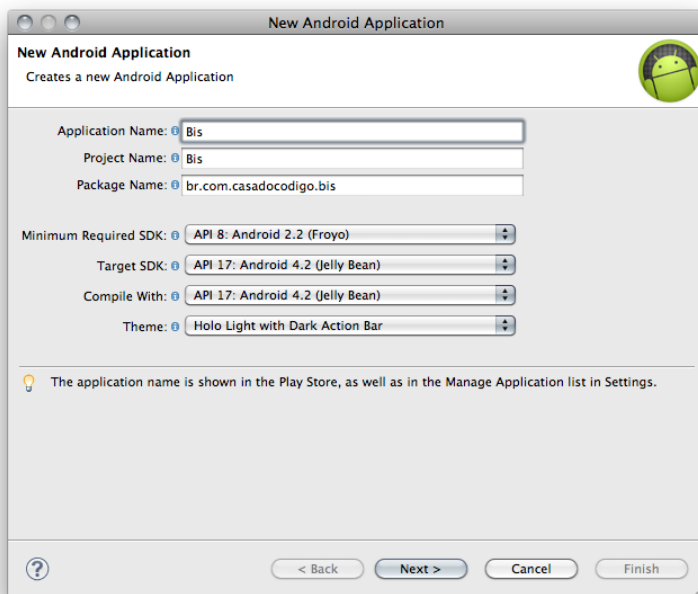 New Android Application
New Android Application
Creates a new Android Application
Application Name: Bis
Project Name: Bis
Package Name: br.com.casadocodigo.bis
Minimum Required SDK: API 8: Android 2.2 (Froyo)
Target SDK: API 17: Android 4.2 (Jelly Bean)
Compile With: API 17: Android 4.2 (Jelly Bean)
Theme: Holo Light with Dark Action Bar
The application name is shown in the Play Store, as well as in the Manage Application list in Settings.
? < Back Next > Cancel Finish